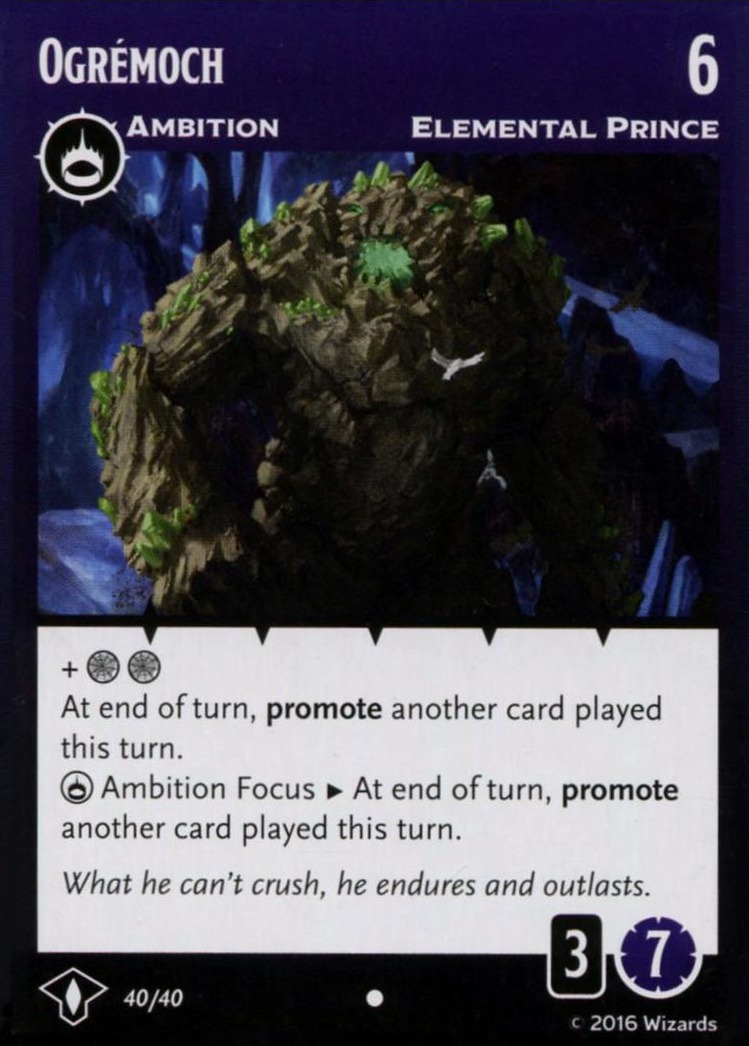 OGRÉMOCH 6
AMBITION ELEMENTAL PRINCE
+
At end of turn, promote another card played
this turn.
Ambition Focus ▶ At end of turn, promote
another card played this turn.
What he can't crush, he endures and outlasts.
3 7
40/40
© 2016 Wizards